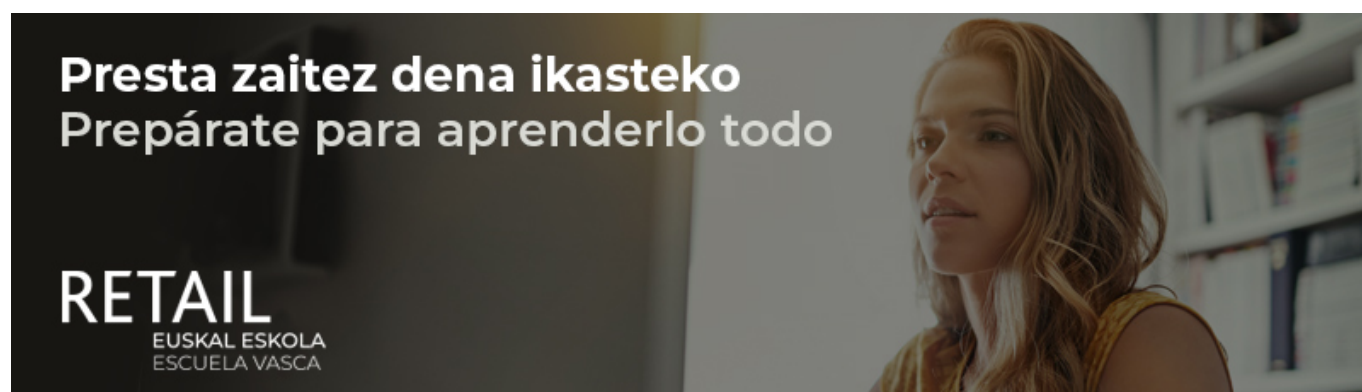 Presta zaitez dena ikasteko
Prepárate para aprenderlo todo
RETAIL
EUSKAL ESKOLA
ESCUELA VASCA